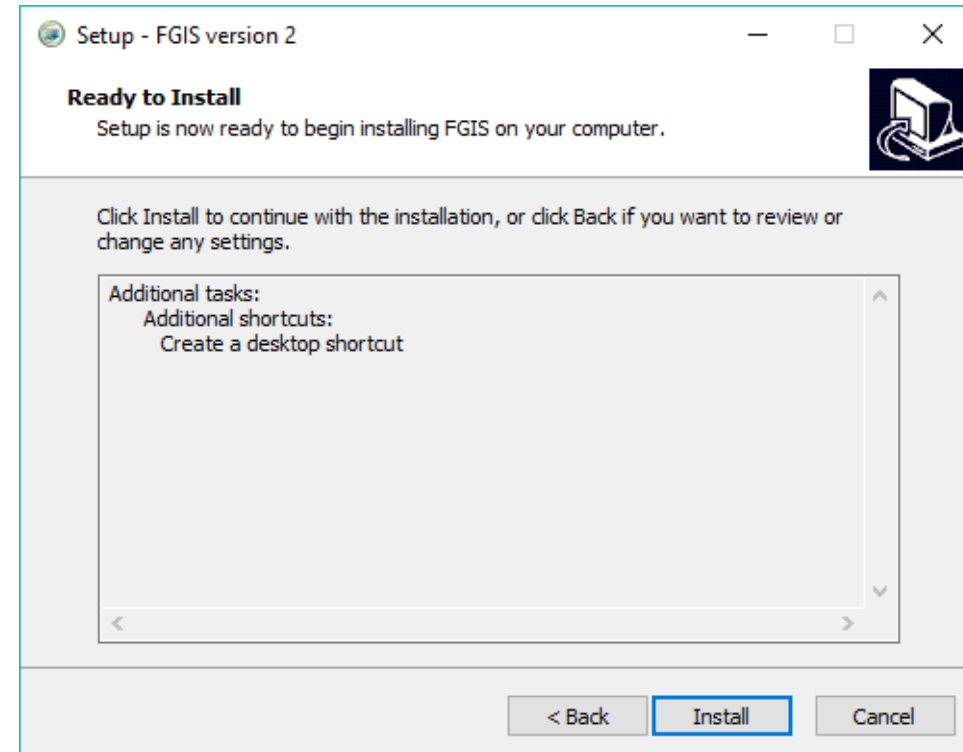 Setup - FGIS version 2
Ready to Install
Setup is now ready to begin installing FGIS on your computer.
Click Install to continue with the installation, or click Back if you want to review or
change any settings.
Additional tasks:
Additional shortcuts:
Create a desktop shortcut
< Back
Install
Cancel